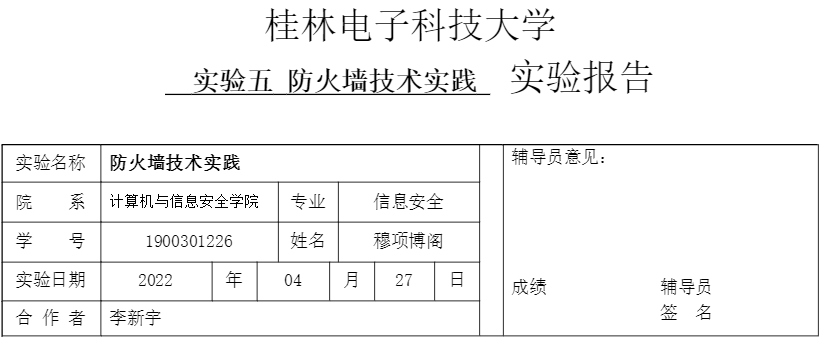 桂林电子科技大学
实验五 防火墙技术实践 实验报告
实验名称 防火墙技术实践
院 系 计算机与信息安全学院 专业 信息安全
学 号 1900301226 姓名 穆项博阁
实验日期 2022 年 04 月 27 日
合 作 者 李新宇
辅导员意见：
成绩 辅导员
签 名